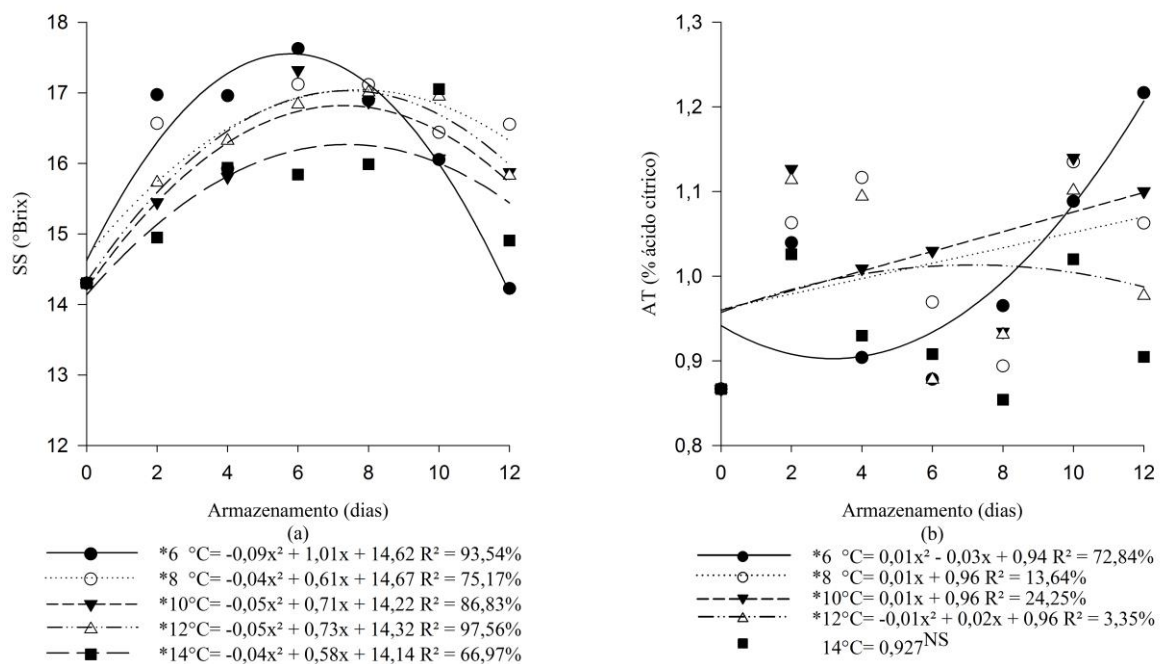 18
17
16
15
14
13
12
SS (°Brix)
0 2 4 6 8 10 12
Armazenamento (dias)
(a)
*6 °C= -0,09x² + 1,01x + 14,62 R² = 93,54%
*8 °C= -0,04x² + 0,61x + 14,67 R² = 75,17%
*10°C= -0,05x² + 0,71x + 14,22 R² = 86,83%
*12°C= -0,05x² + 0,73x + 14,32 R² = 97,56%
*14°C= -0,04x² + 0,58x + 14,14 R² = 66,97%
1,3
1,2
1,1
1,0
0,9
0,8
AT (% ácido cítrico)
0 2 4 6 8 10 12
Armazenamento (dias)
(b)
*6 °C= 0,01x² - 0,03x + 0,94 R² = 72,84%
*8 °C= 0,01x + 0,96 R² = 13,64%
*10°C= 0,01x + 0,96 R² = 24,25%
*12°C= -0,01x² + 0,02x + 0,96 R² = 3,35%
14°C= 0,927NS